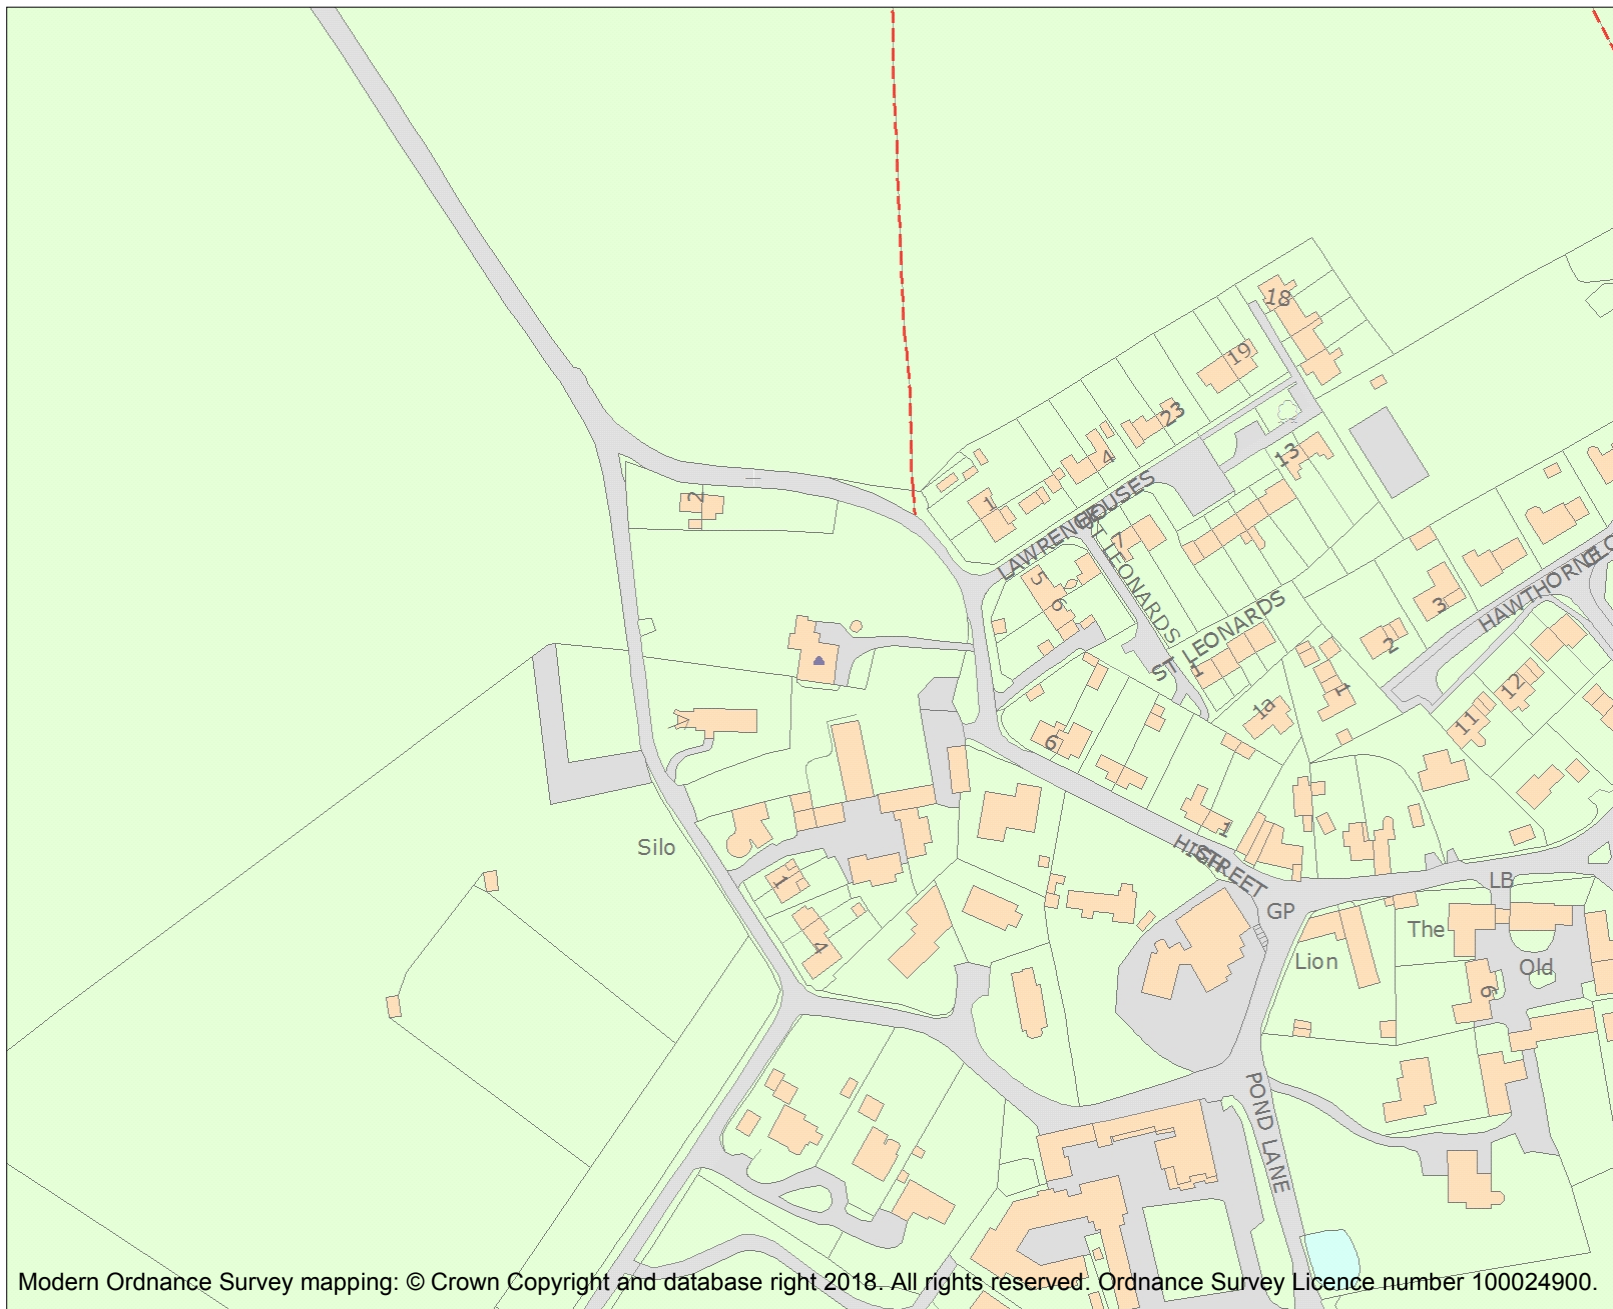 18
19
23
4
2
1
13
LAWRENCE
HOUSES
7
ST LEONARDS
5
6
HAWTHORNE
CLO
3
2
ST LEONARDS
1
1
1a
12
11
6
1
HIGH
STREET
Silo
1
LB
GP
The
4
Lion
Old
6
POND LANE
Modern Ordnance Survey mapping: © Crown Copyright and database right 2018. All rights reserved. Ordnance Survey Licence number 100024900.